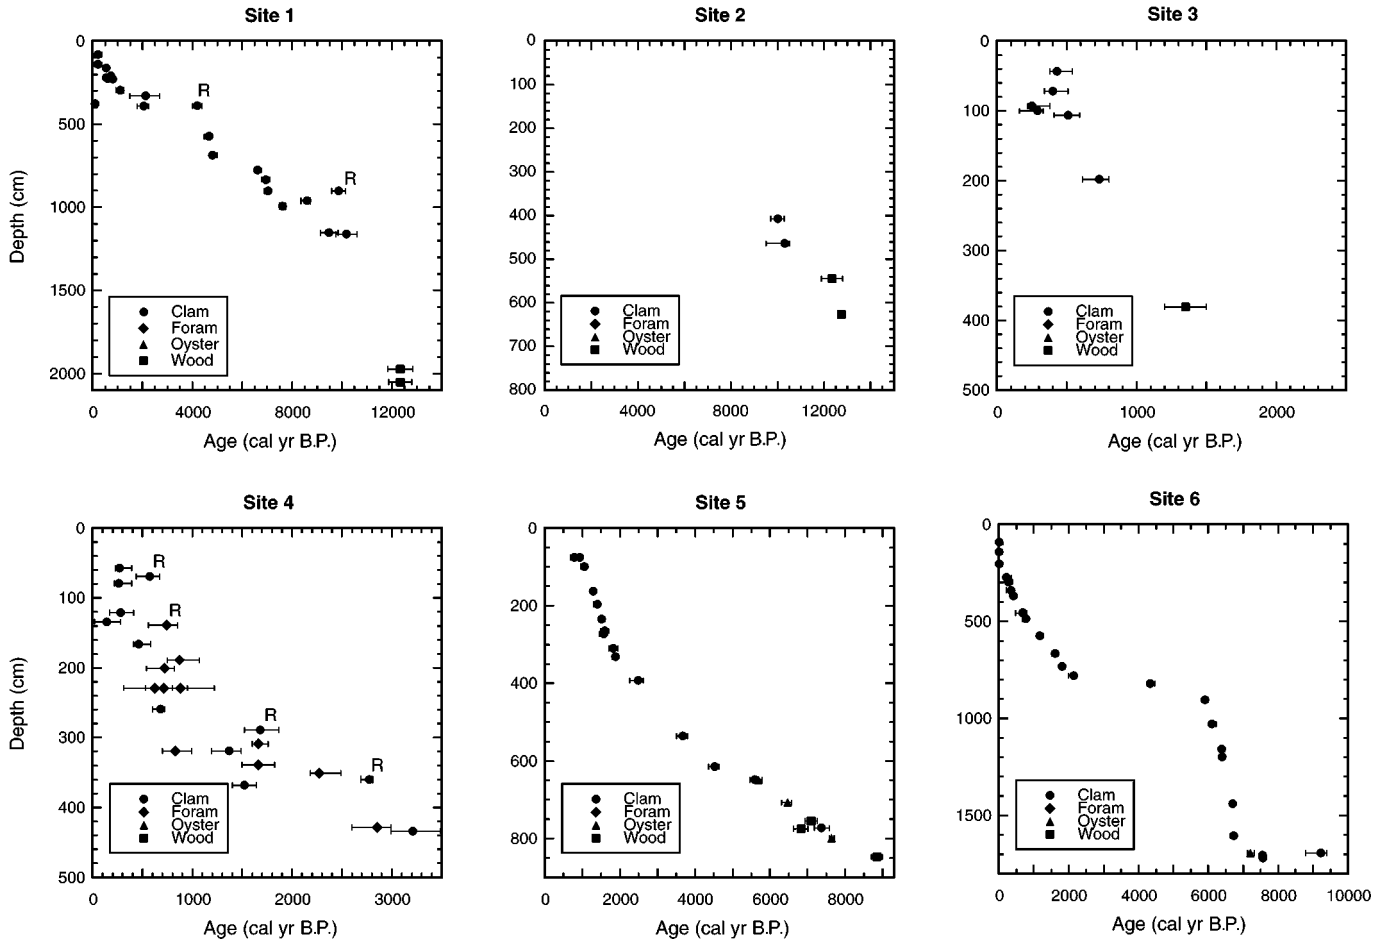 Site 1
Depth (cm)
0
500
1000
1500
2000
R
R
Clam
Foram
Oyster
Wood
0 4000 8000 12000
Age (cal yr B.P.)
Site 2
0
100
200
300
400
500
600
700
800
Clam
Foram
Oyster
Wood
0 4000 8000 12000
Age (cal yr B.P.)
Site 3
0
100
200
300
400
500
Clam
Foram
Oyster
Wood
0 1000 2000
Age (cal yr B.P.)
Site 4
Depth (cm)
0
100
200
300
400
500
R
R
R
R
Clam
Foram
Oyster
Wood
0 1000 2000 3000
Age (cal yr B.P.)
Site 5
0
200
400
600
800
Clam
Foram
Oyster
Wood
0 2000 4000 6000 8000
Age (cal yr B.P.)
Site 6
0
500
1000
1500
Clam
Foram
Oyster
Wood
0 2000 4000 6000 8000 10000
Age (cal yr B.P.)